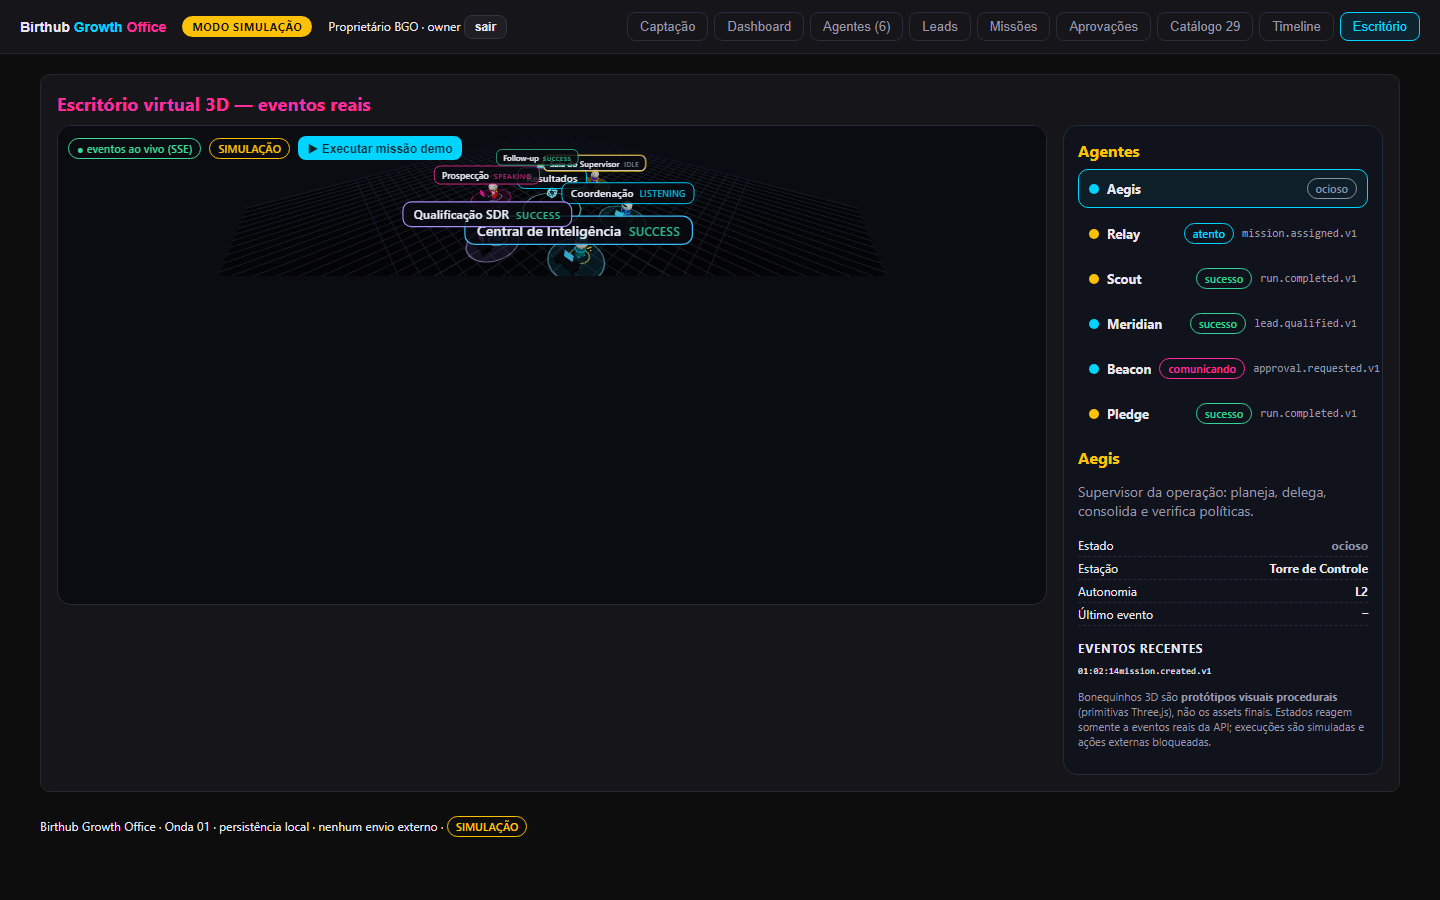 Birthub Growth Office MODO SIMULAÇÃO Proprietário BGO · owner sair Captação Dashboard Agentes (6) Leads Missões Aprovações Catálogo 29 Timeline Escritório
Escritório virtual 3D — eventos reais
● eventos ao vivo (SSE) SIMULAÇÃO ▶ Executar missão demo
Follow-up SUCCESS
Supervisor IDLE
Prospecção SPEAKING
Coordenação LISTENING
Qualificação SDR SUCCESS
Central de Inteligência SUCCESS
Agentes
Aegis ocioso
Relay atento mission.assigned.v1
Scout sucesso run.completed.v1
Meridian sucesso lead.qualified.v1
Beacon comunicando approval.requested.v1
Pledge sucesso run.completed.v1
Aegis
Supervisor da operação: planeja, delega,
consolida e verifica políticas.
Estado ocioso
Estação Torre de Controle
Autonomia L2
Último evento —
EVENTOS RECENTES
01:02:14mission.created.v1
Bonequinhos 3D são protótipos visuais procedurais
(primitivas Three.js), não os assets finais. Estados reagem
somente a eventos reais da API; execuções são simuladas e
ações externas bloqueadas.
Birthub Growth Office · Onda 01 · persistência local · nenhum envio externo · SIMULAÇÃO